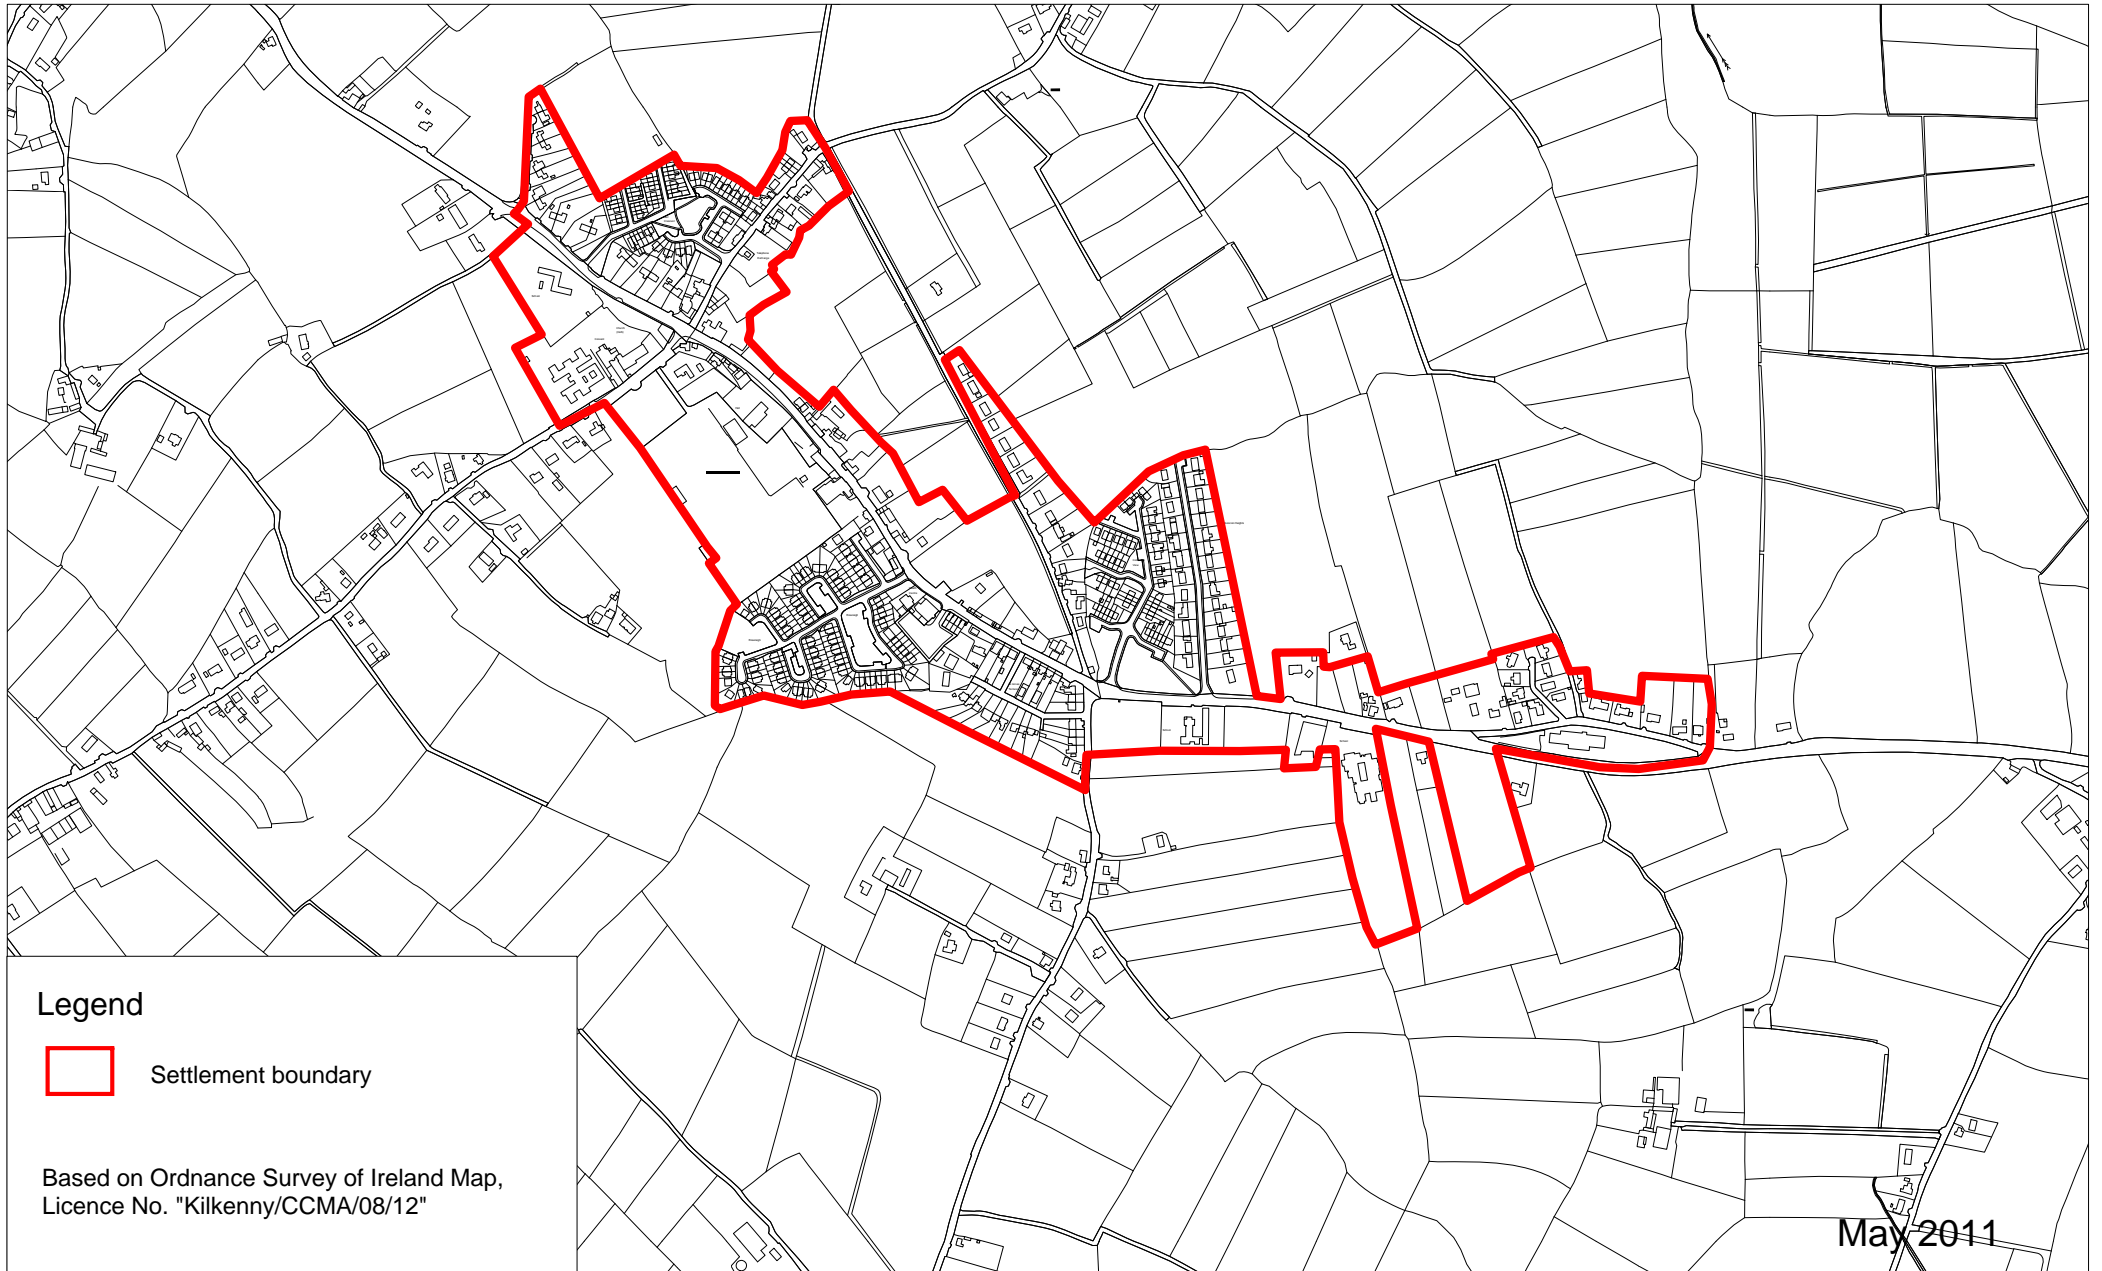 Legend
Settlement boundary
Based on Ordnance Survey of Ireland Map,
Licence No. "Kilkenny/CCMA/08/12"
May 2011